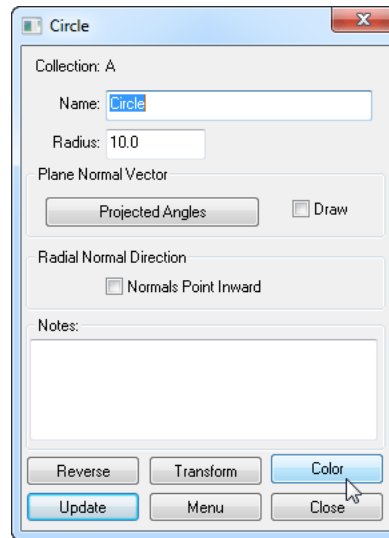 Circle
Collection: A
Name: Circle
Radius: 10.0
Plane Normal Vector
Projected Angles Draw
Radial Normal Direction
Normals Point Inward
Notes:
Reverse Transform Color
Update Menu Close